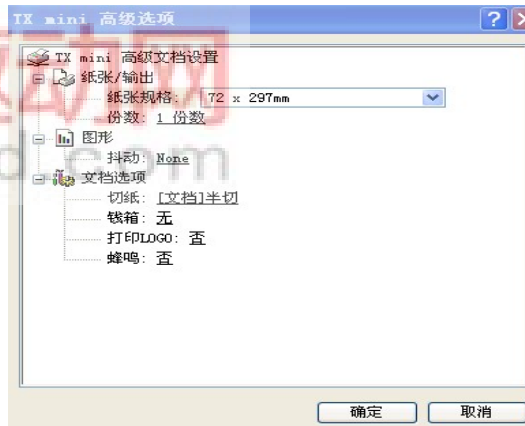 TX mini 高级选项
TX mini 高级文档设置
纸张/输出
纸张规格: 72 x 297mm
份数: 1 份数
图形
抖动: None
文档选项
切纸: [文档]半切
钱箱: 无
打印LOGO: 否
蜂鸣: 否
动网
d.com
确定
取消